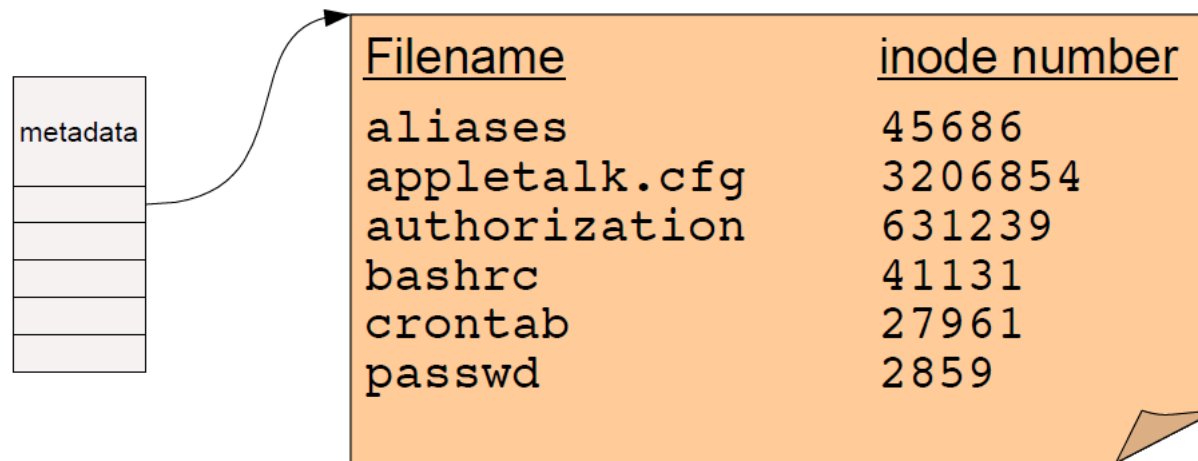 metadata
Filename inode number
aliases 45686
appletalk.cfg 3206854
authorization 631239
bashrc 41131
crontab 27961
passwd 2859